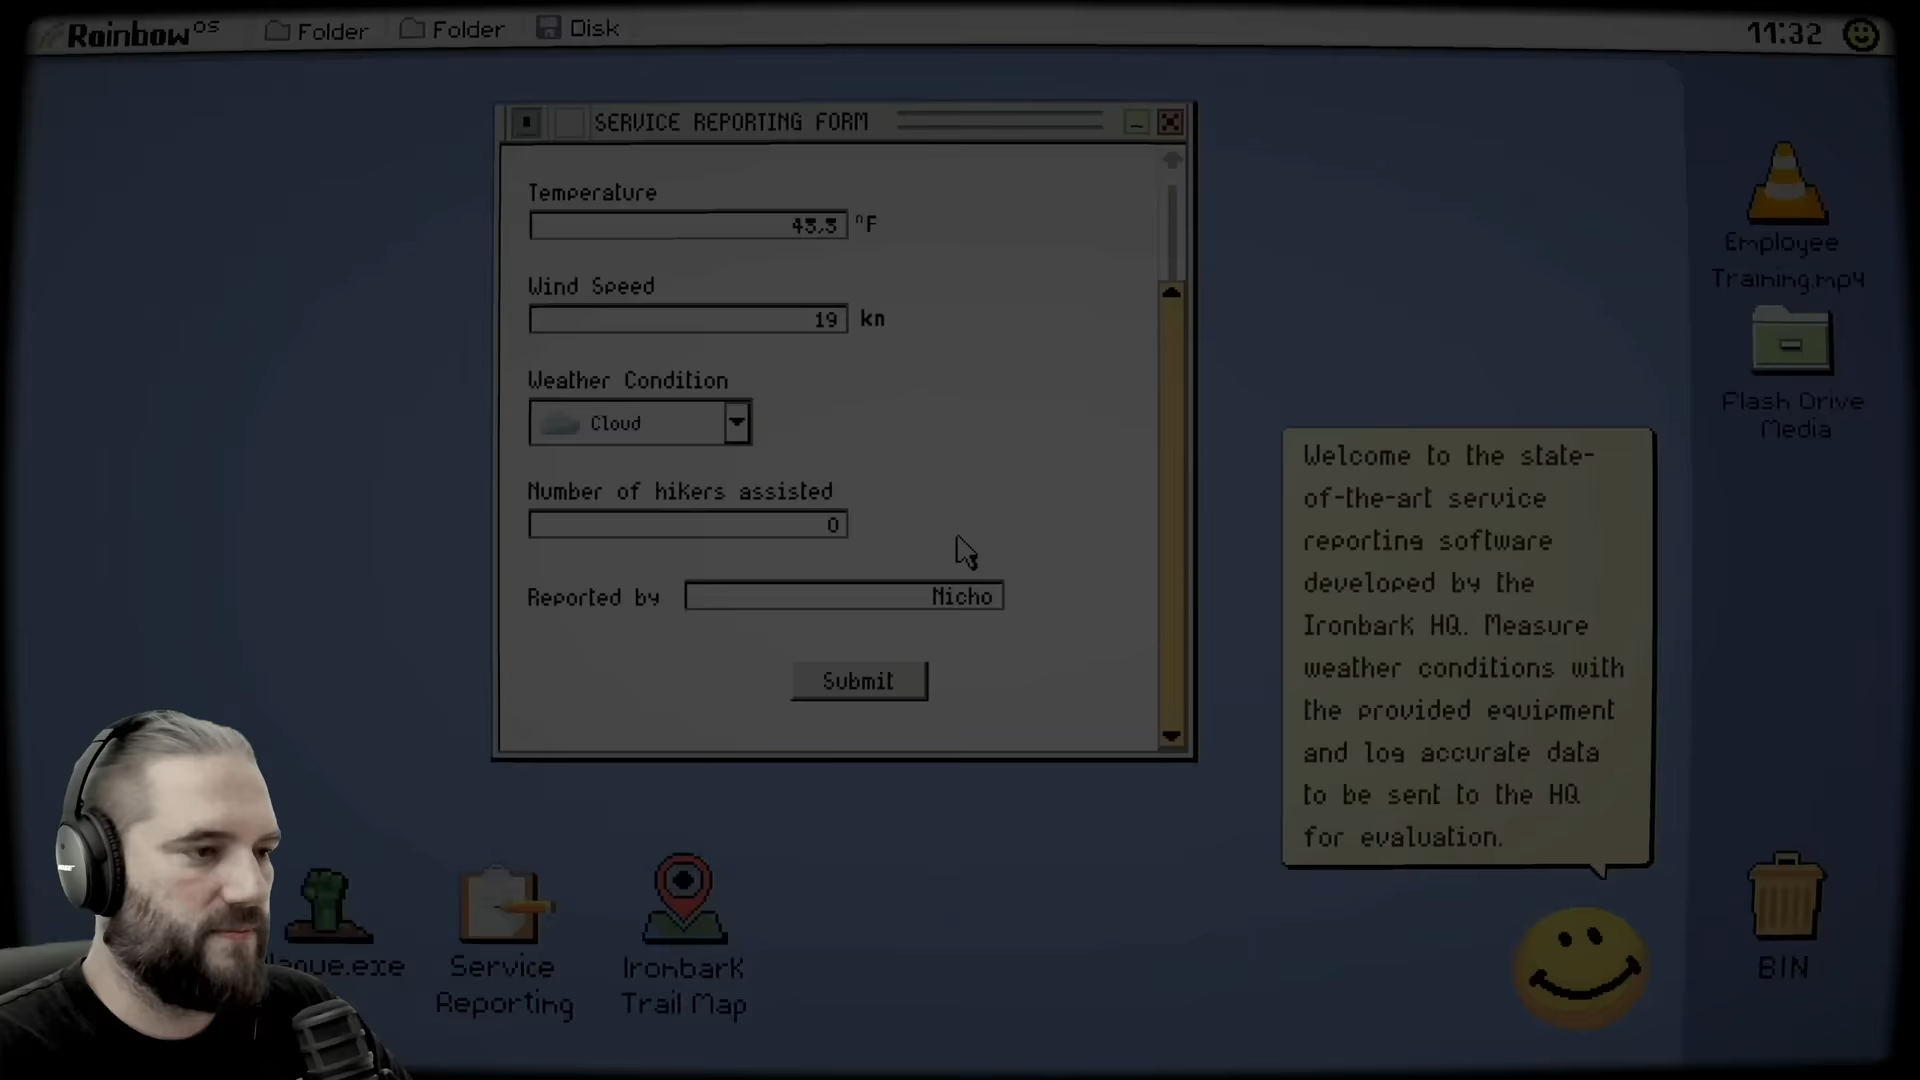 RainbowOS
Folder
Folder
Disk
11:32
SERVICE REPORTING FORM
Temperature
43.3 °F
Wind Speed
19 kn
Weather Condition
Cloud
Number of hikers assisted
0
Reported by
Nicho
Submit
Employee
Training.mp4
Flash Drive
Media
Welcome to the state-
of-the-art service
reporting software
developed by the
Ironbark HQ. Measure
weather conditions with
the provided equipment
and log accurate data
to be sent to the HQ
for evaluation.
Service
Reporting
Ironbark
Trail Map
BIN